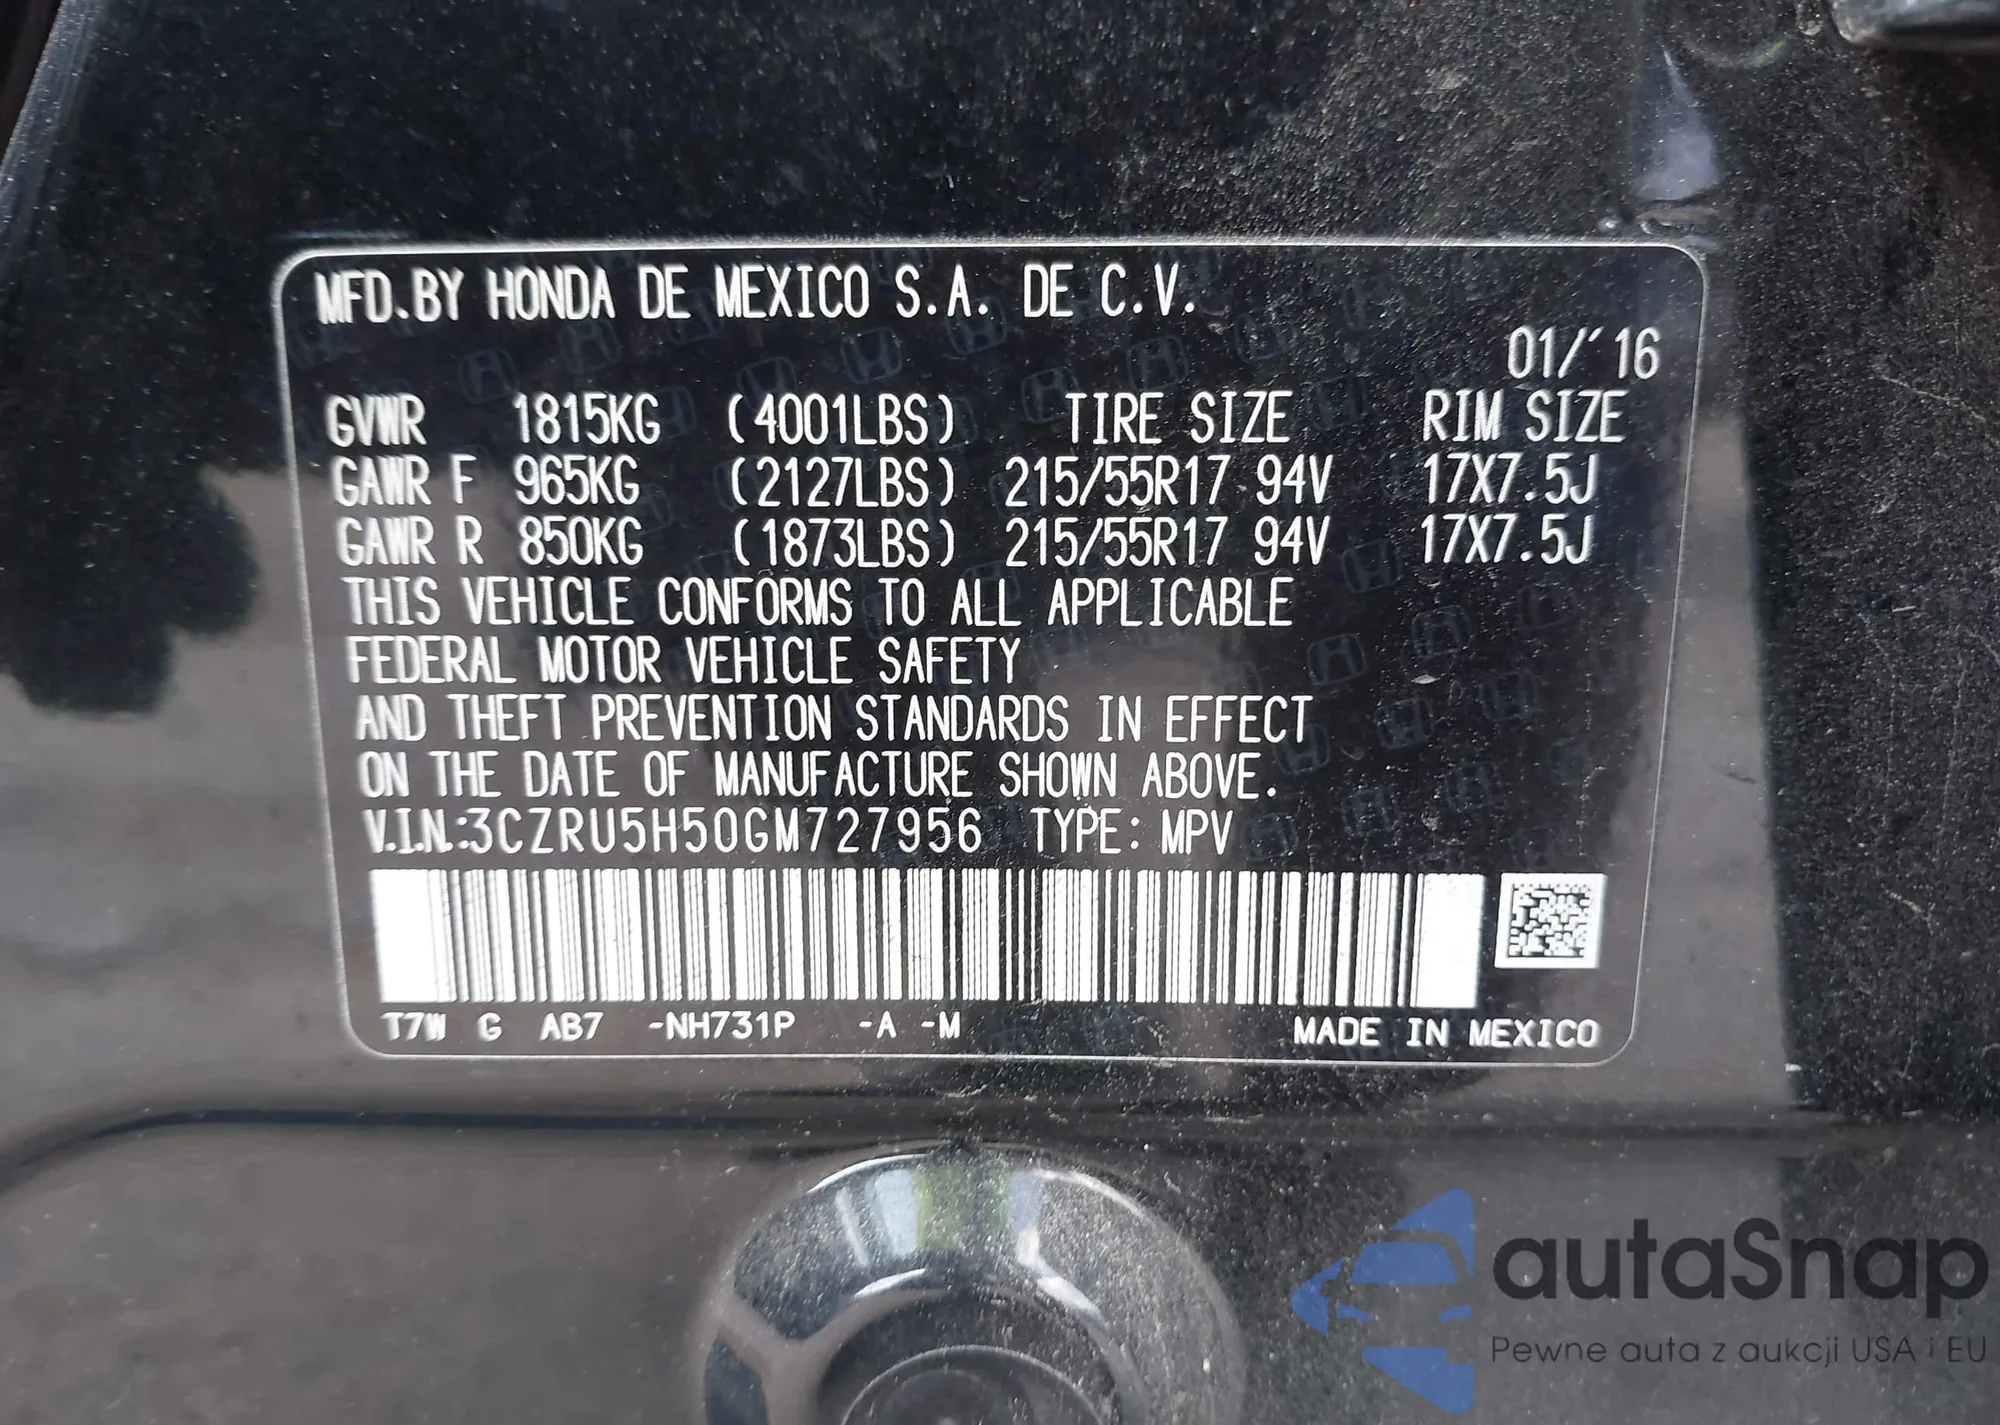 MFD.BY HONDA DE MEXICO S.A. DE C.V.
01/'16
GVWR 1815KG (4001LBS) TIRE SIZE RIM SIZE
GAWR F 965KG (2127LBS) 215/55R17 94V 17X7.5J
GAWR R 850KG (1873LBS) 215/55R17 94V 17X7.5J
THIS VEHICLE CONFORMS TO ALL APPLICABLE
FEDERAL MOTOR VEHICLE SAFETY
AND THEFT PREVENTION STANDARDS IN EFFECT
ON THE DATE OF MANUFACTURE SHOWN ABOVE.
V.I.N.:3CZRU5H50GM727956 TYPE: MPV
T7W G AB7 -NH731P -A -M MADE IN MEXICO
autaSnap
Pewne auta z aukcji USA i EU